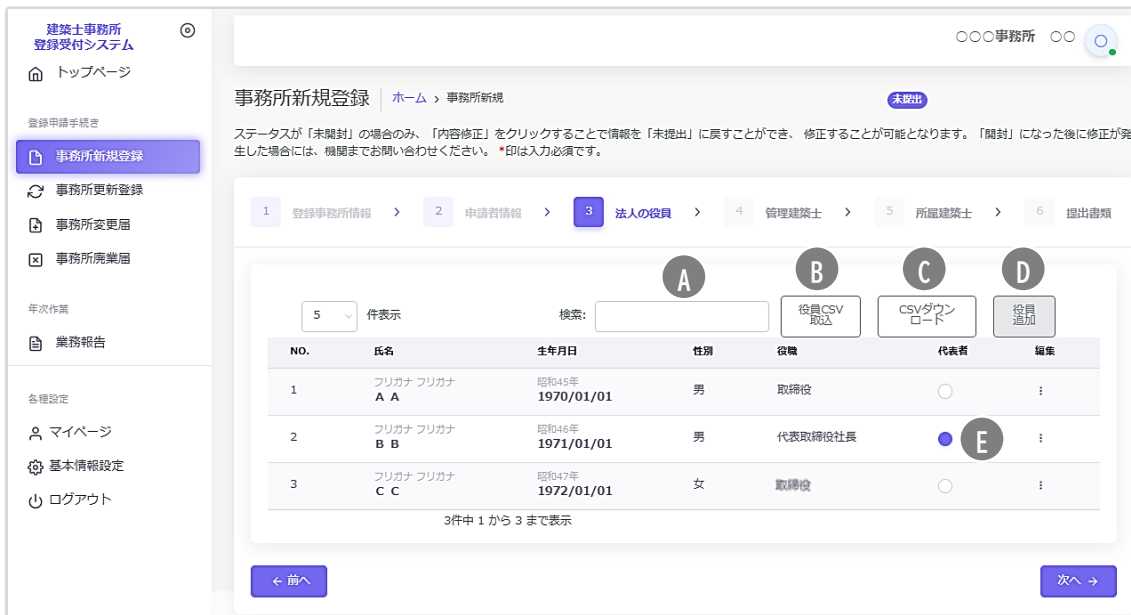 建築士事務所
登録受付システム
トップページ
登録申請手続き
事務所新規登録
事務所更新登録
事務所変更届
事務所廃業届
年次作業
業務報告
各種設定
マイページ
基本情報設定
ログアウト
○○○事務所 ○○ ○
事務所新規登録 ホーム › 事務所新規 未提出
ステータスが「未開封」の場合のみ、「内容修正」をクリックすることで情報を「未提出」に戻すことができ、 修正することが可能となります。「開封」になった後に修正が発
生した場合には、機関までお問い合わせください。 *印は入力必須です。
1 登録事務所情報 › 2 申請者情報 › 3 法人の役員 › 4 管理建築士 › 5 所属建築士 › 6 提出書類
A B C D
5 件表示 検索:
役員CSV
取込
CSVダウン
ロード
役員
追加
NO. 氏名 生年月日 性別 役職 代表者 編集
フリガナ フリガナ 昭和45年
1 A A 1970/01/01 男 取締役
フリガナ フリガナ 昭和46年
2 B B 1971/01/01 男 代表取締役社長 E
フリガナ フリガナ 昭和47年
3 C C 1972/01/01 女 取締役
3件中 1 から 3 まで表示
← 前へ 次へ →